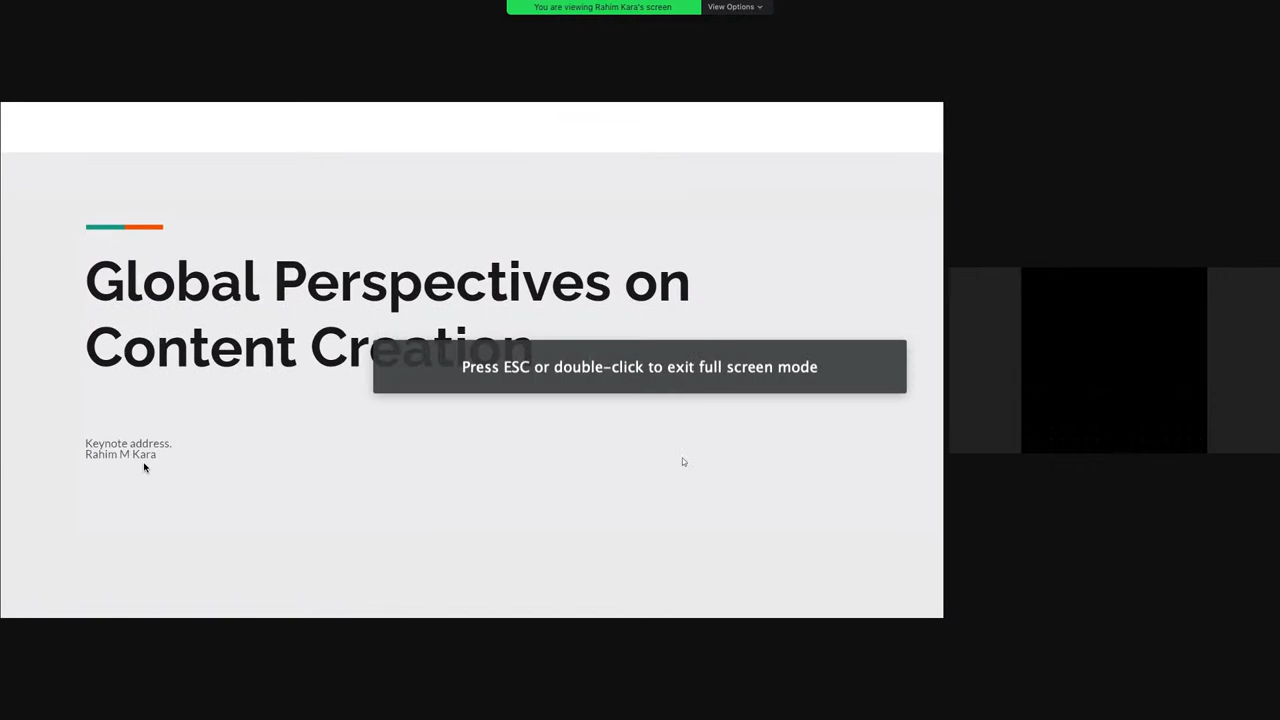 You are viewing Rahim Kara's screen
View Options
Global Perspectives on
Content Creation
Press ESC or double-click to exit full screen mode
Keynote address.
Rahim M Kara